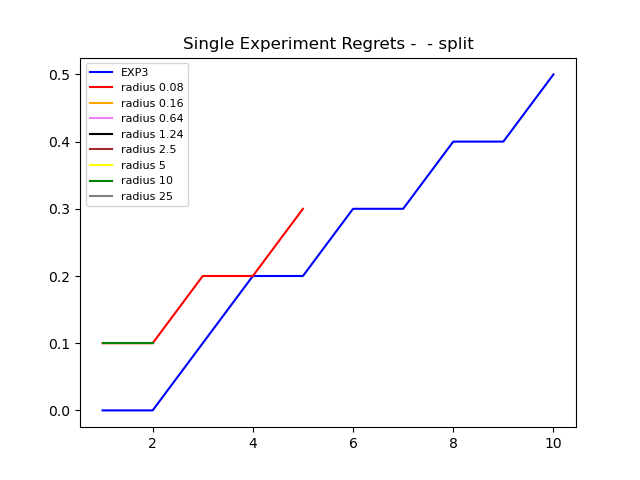 Single Experiment Regrets -  - split
EXP3
radius 0.08
radius 0.16
radius 0.64
radius 1.24
radius 2.5
radius 5
radius 10
radius 25
0.5
0.4
0.3
0.2
0.1
0.0
2 4 6 8 10